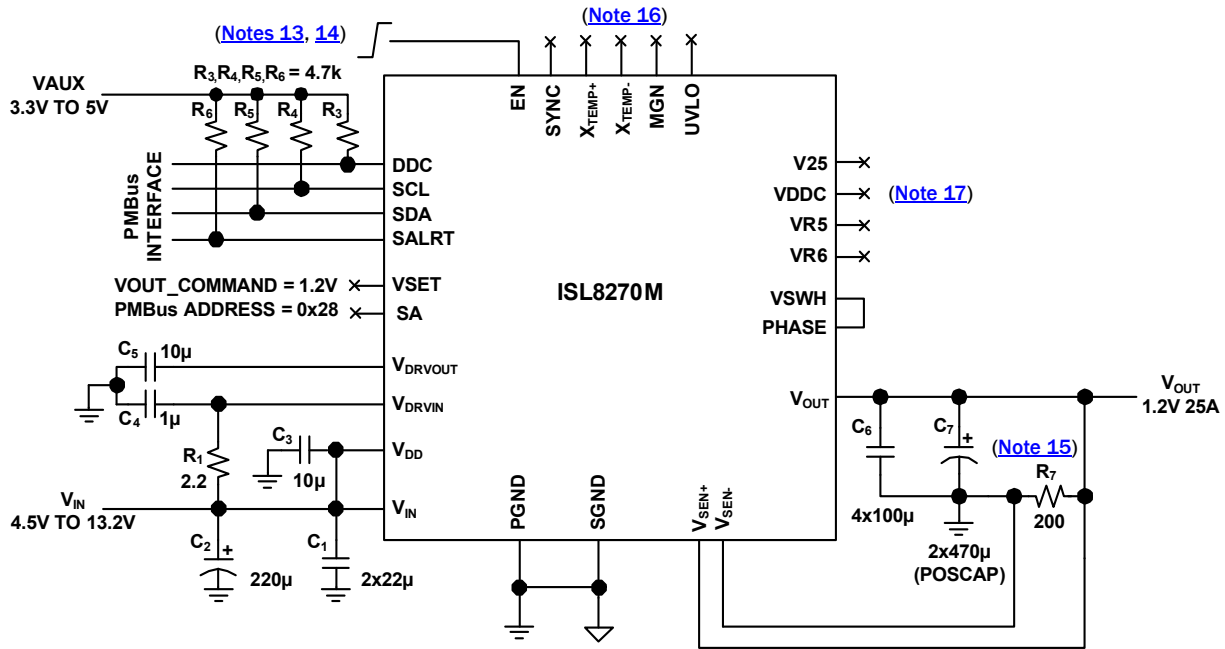 (Note 16)
(Notes 13, 14)
R3,R4,R5,R6 = 4.7k
VAUX
3.3V TO 5V
R6
R5
R4
R3
EN
SYNC
XTEMP+
XTEMP-
MGN
UVLO
PMBus
INTERFACE
DDC
SCL
SDA
SALRT
V25
VDDC
(Note 17)
VR5
VR6
VOUT_COMMAND = 1.2V
VSET
PMBus ADDRESS = 0x28
SA
ISL8270M
VSWH
PHASE
C5
10µ
VDRVOUT
C4
1µ
VDRVIN
VOUT
VOUT
1.2V 25A
C3
10µ
VDD
R1
2.2
C6
C7
+
(Note 15)
R7
200
4x100µ
2x470µ
(POSCAP)
VIN
4.5V TO 13.2V
VIN
PGND
SGND
VSEN+
VSEN-
C2
+
220µ
C1
2x22µ